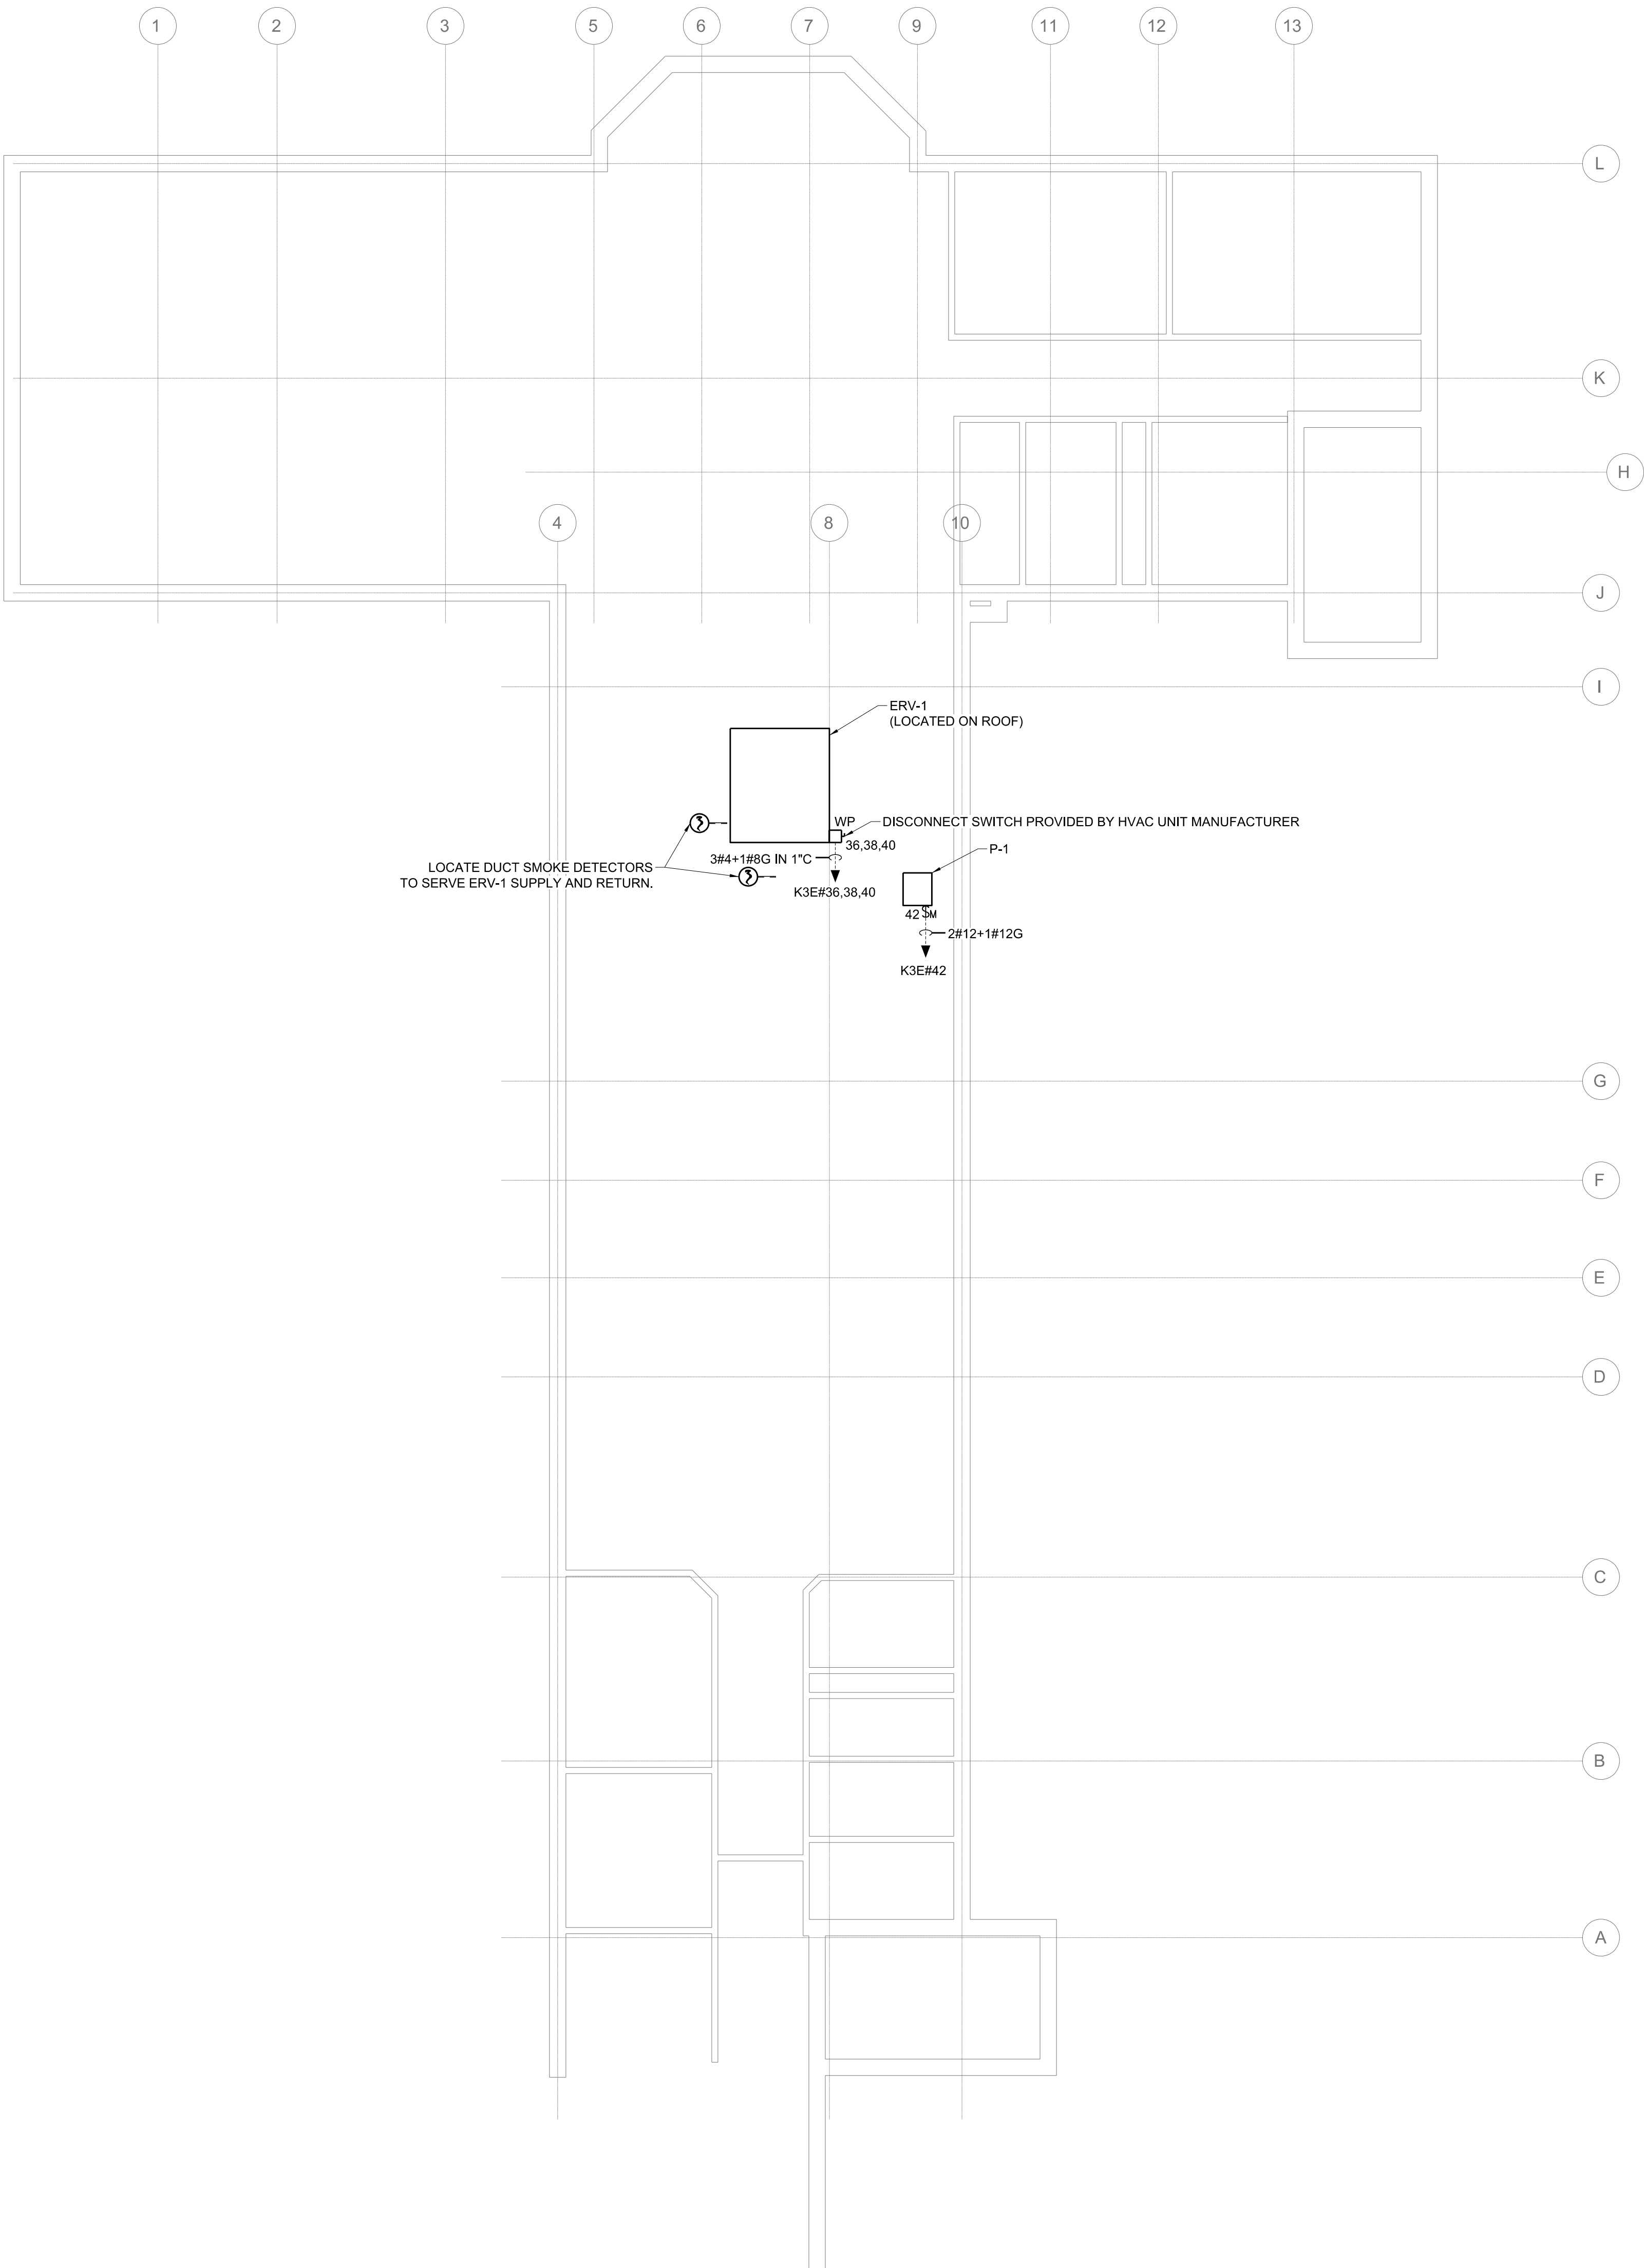 1
2
3
5
6
7
9
11
12
13
L
K
H
4
8
10
J
I
ERV-1
(LOCATED ON ROOF)
WP
DISCONNECT SWITCH PROVIDED BY HVAC UNIT MANUFACTURER
36,38,40
P-1
3#4+1#8G IN 1"C
LOCATE DUCT SMOKE DETECTORS
TO SERVE ERV-1 SUPPLY AND RETURN.
K3E#36,38,40
42 $M
2#12+1#12G
K3E#42
G
F
E
D
C
B
A